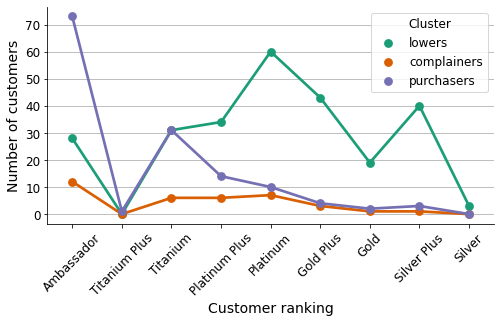 Number of customers
70
60
50
40
30
20
10
0
Cluster
lowers
complainers
purchasers
Ambassador
Titanium Plus
Titanium
Platinum Plus
Platinum
Gold Plus
Gold
Silver Plus
Silver
Customer ranking